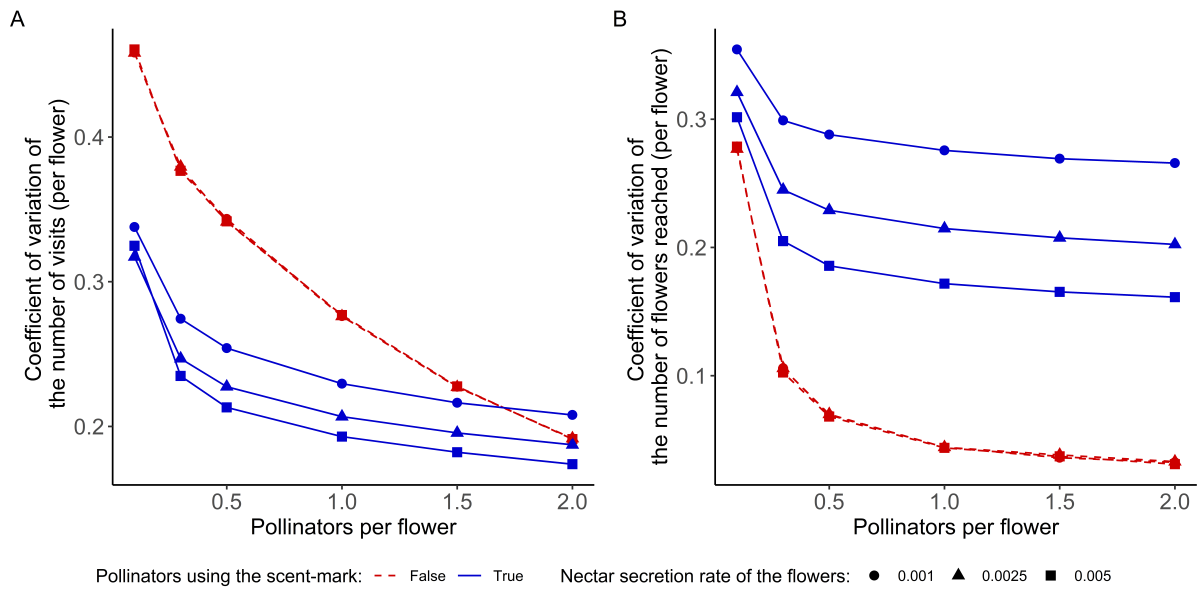 A
Coefficient of variation of
the number of visits (per flower)
0.4
0.3
0.2
0.5
1.0
1.5
2.0
Pollinators per flower
B
Coefficient of variation of
the number of flowers reached (per flower)
0.3
0.2
0.1
0.5
1.0
1.5
2.0
Pollinators per flower
Pollinators using the scent-mark: False True
Nectar secretion rate of the flowers: 0.001 0.0025 0.005